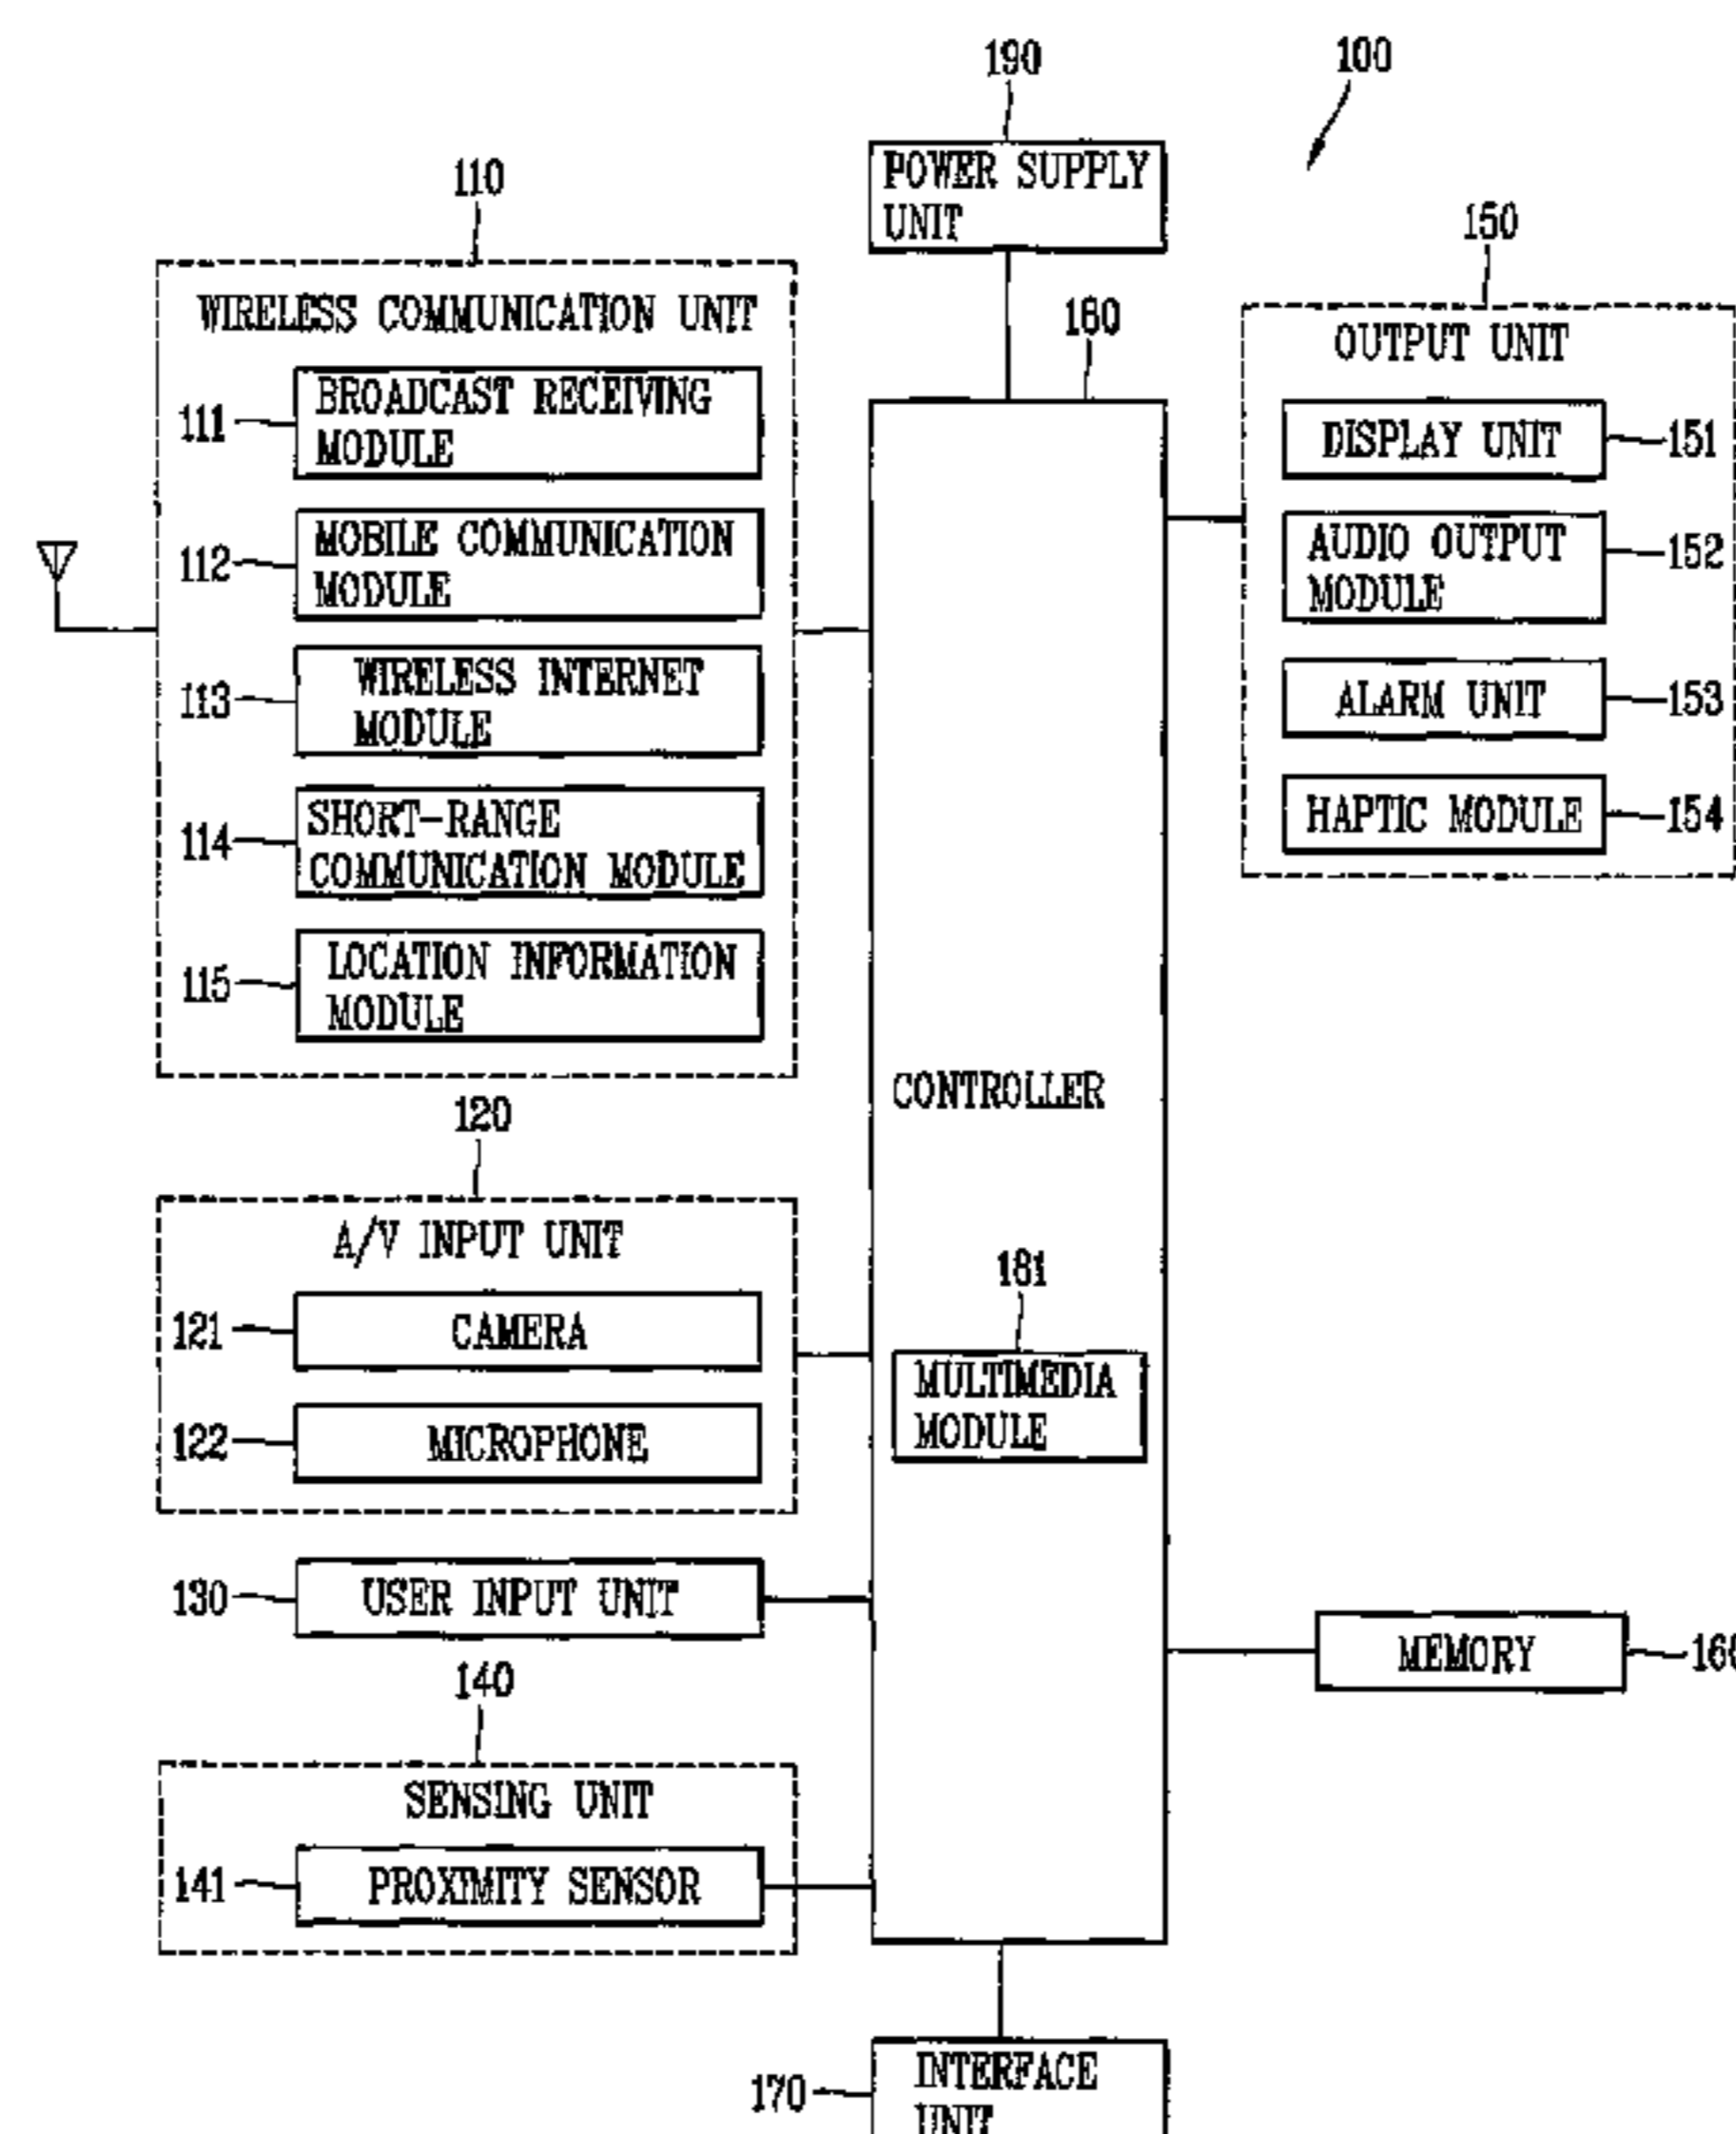 100
190
POWER SUPPLY
UNIT
110
WIRELESS COMMUNICATION UNIT
111
BROADCAST RECEIVING
MODULE
112
MOBILE COMMUNICATION
MODULE
113
WIRELESS INTERNET
MODULE
114
SHORT-RANGE
COMMUNICATION MODULE
115
LOCATION INFORMATION
MODULE
120
A/V INPUT UNIT
121
CAMERA
122
MICROPHONE
130
USER INPUT UNIT
140
SENSING UNIT
141
PROXIMITY SENSOR
180
CONTROLLER
181
MULTIMEDIA
MODULE
150
OUTPUT UNIT
DISPLAY UNIT
151
AUDIO OUTPUT
MODULE
152
ALARM UNIT
153
HAPTIC MODULE
154
MEMORY
160
170
INTERFACE
UNIT